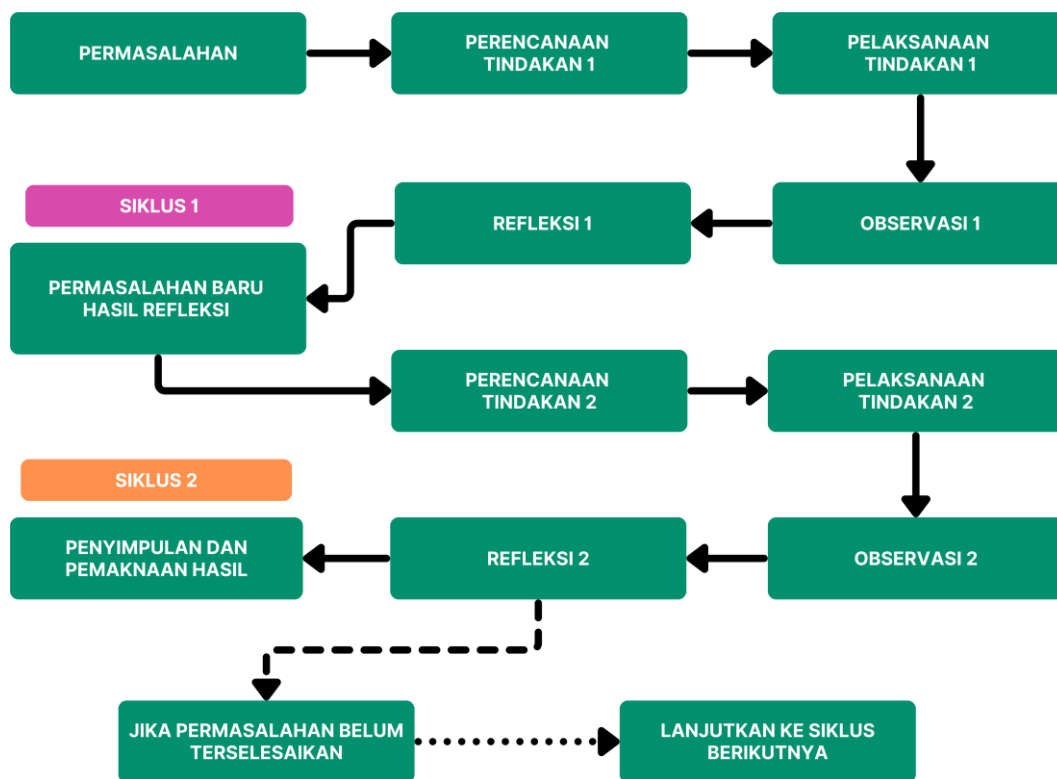 PERMASALAHAN
PERENCANAAN
TINDAKAN 1
PELAKSANAAN
TINDAKAN 1
SIKLUS 1
REFLEKSI 1
OBSERVASI 1
PERMASALAHAN BARU
HASIL REFLEKSI
PERENCANAAN
TINDAKAN 2
PELAKSANAAN
TINDAKAN 2
SIKLUS 2
PENYIMPULAN DAN
PEMAKNAAN HASIL
REFLEKSI 2
OBSERVASI 2
JIKA PERMASALAHAN BELUM
TERSELESAIKAN
LANJUTKAN KE SIKLUS
BERIKUTNYA